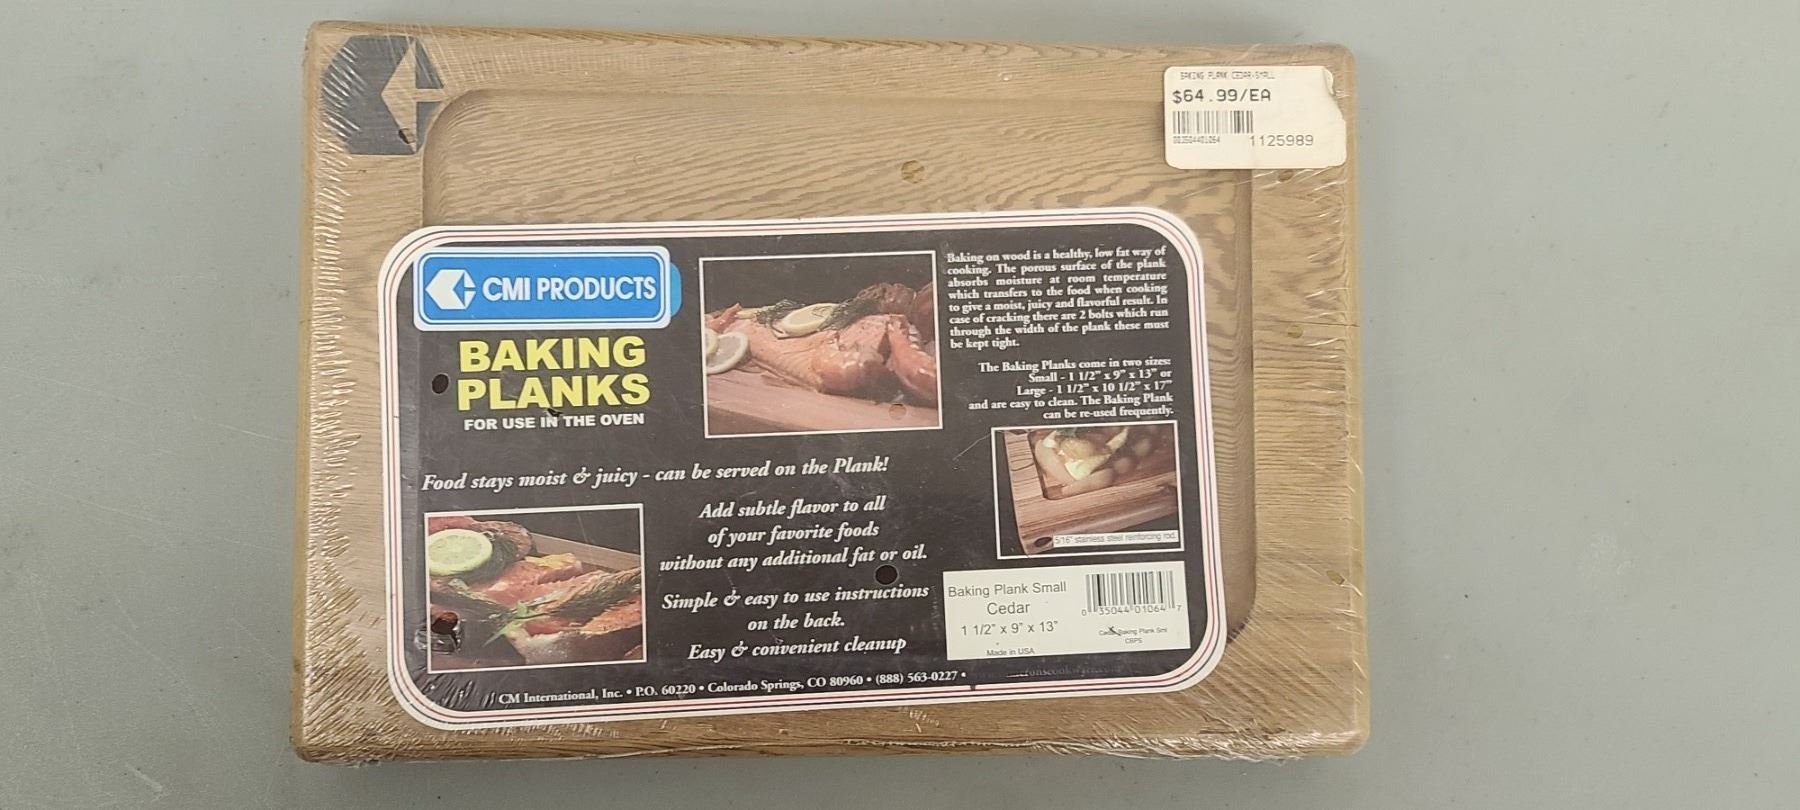 BAKING PLANK CEDAR-SMALL
$64.99/EA
1125989
CMI PRODUCTS
BAKING
PLANKS
FOR USE IN THE OVEN
Baking on wood is a healthy, low fat way of
cooking. The porous surface of the plank
absorbs moisture at room temperature
which transfers to the food when cooking
to give a moist, juicy and flavorful result. In
case of cracking there are 2 bolts which run
through the width of the plank these must
be kept tight.
The Baking Planks come in two sizes:
Small - 1 1/2" x 9" x 13" or
Large - 1 1/2" x 10 1/2" x 17"
and are easy to clean. The Baking Plank
can be re-used frequently.
Food stays moist & juicy - can be served on the Plank!
Add subtle flavor to all
of your favorite foods
without any additional fat or oil.
Simple & easy to use instructions
on the back.
Easy & convenient cleanup
5/16" stainless steel reinforcing rod.
Baking Plank Small
Cedar
1 1/2" x 9" x 13"
Made in USA
0 35044 01064 7
Cedar Baking Plank Sml
CBPS
CM International, Inc. • P.O. 60220 • Colorado Springs, CO 80960 • (888) 563-0227 •